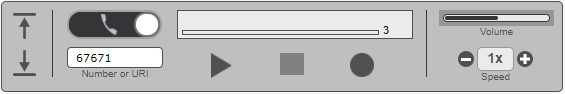 3
Volume
67671
Number or URI
1x
Speed